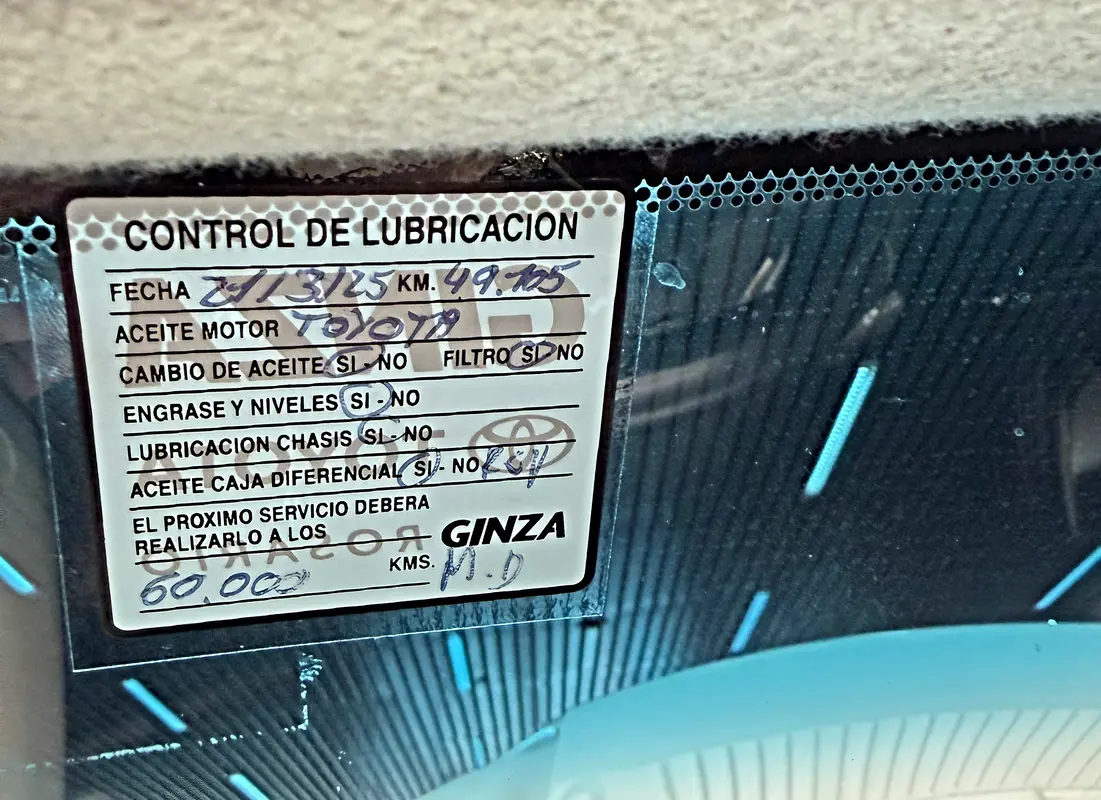 CONTROL DE LUBRICACION
FECHA 21/3/25 KM. 49.105
ACEITE MOTOR TOYOTA
CAMBIO DE ACEITE SI - NO FILTRO SI NO
ENGRASE Y NIVELES SI - NO
LUBRICACION CHASIS SI - NO
ACEITE CAJA DIFERENCIAL SI - NO
EL PROXIMO SERVICIO DEBERA
REALIZARLO A LOS
GINZA
60.000 KMS. M.D
TOYOTA
ROSARIO